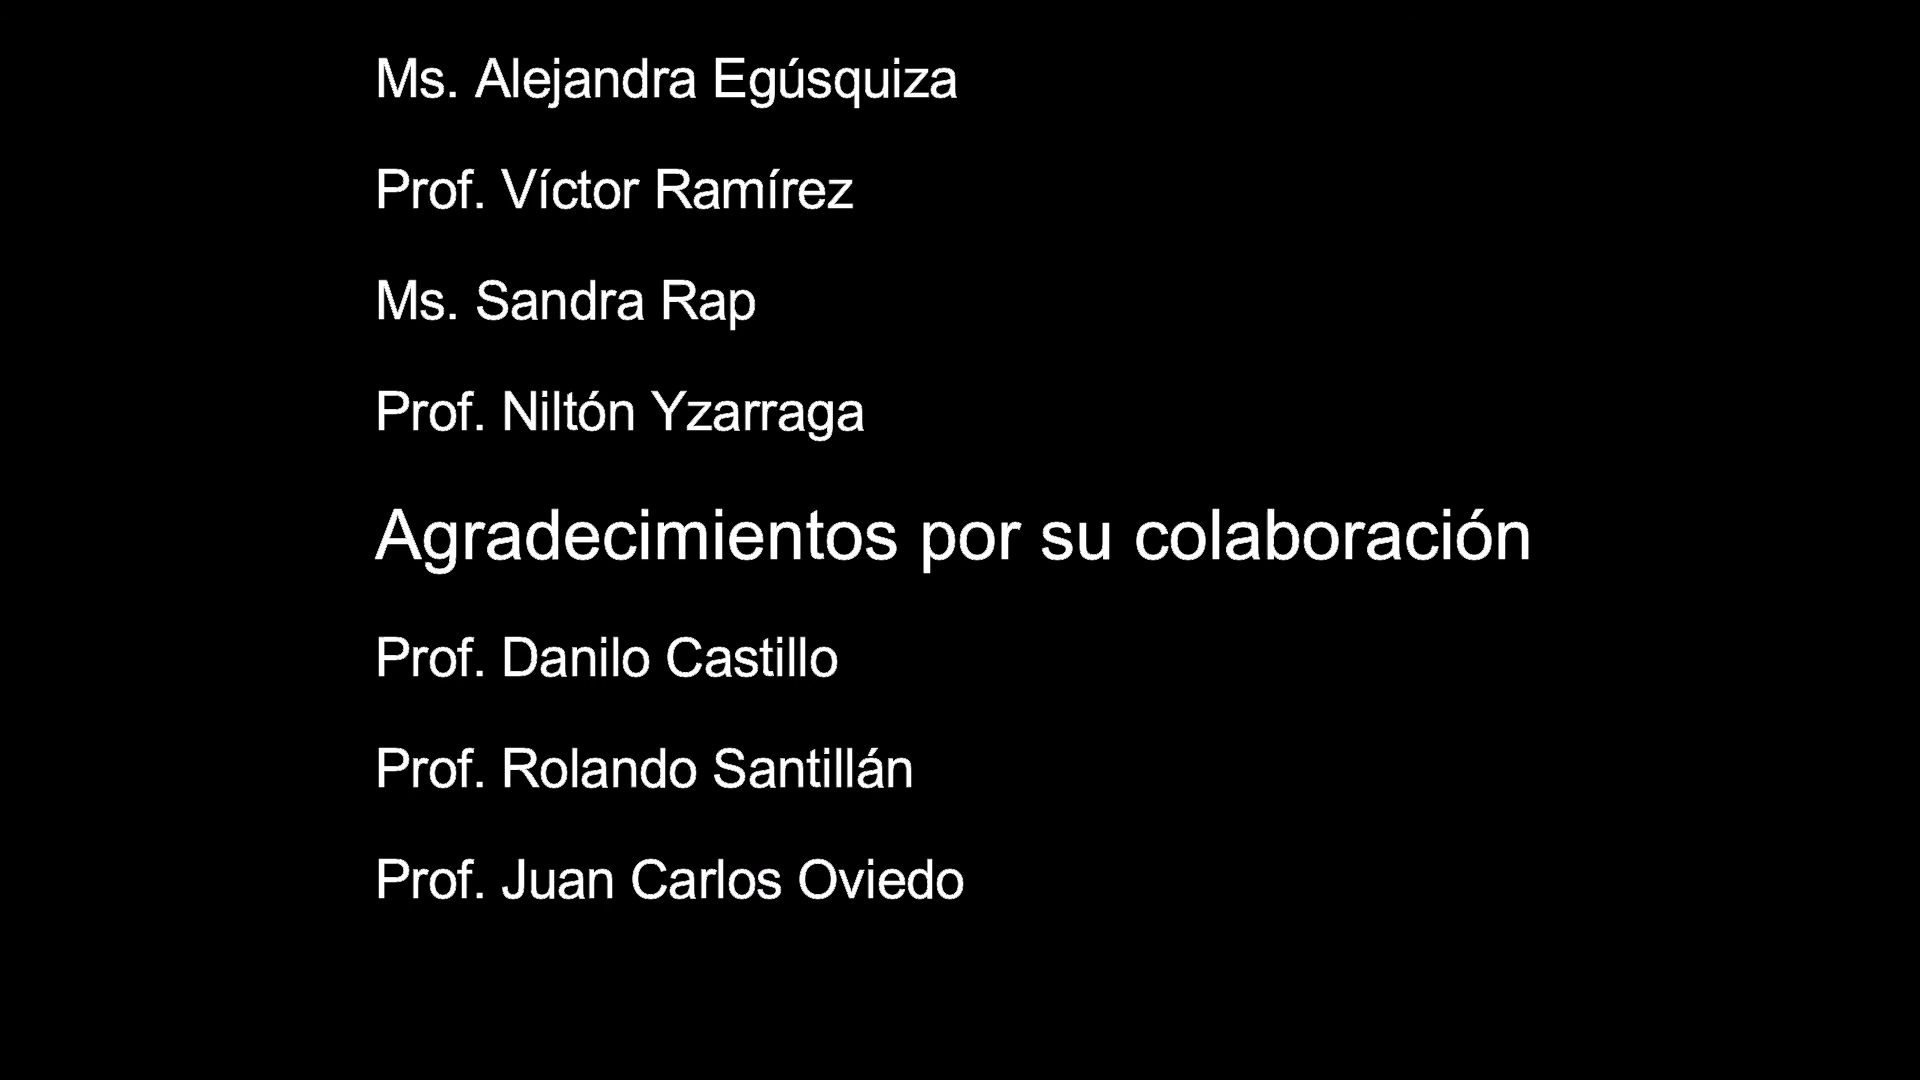 Ms. Alejandra Egúsquiza
Prof. Víctor Ramírez
Ms. Sandra Rap
Prof. Niltón Yzarraga
Agradecimientos por su colaboración
Prof. Danilo Castillo
Prof. Rolando Santillán
Prof. Juan Carlos Oviedo